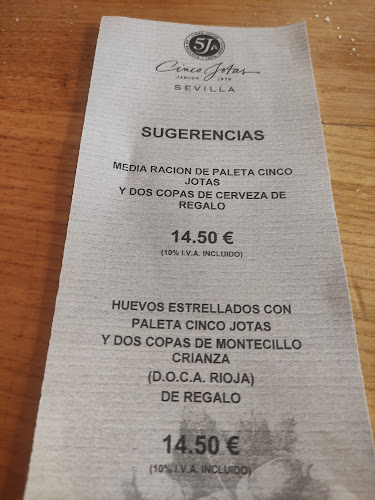 5J
Cinco Jotas
JABUGO 1879
SEVILLA
SUGERENCIAS
MEDIA RACION DE PALETA CINCO
JOTAS
Y DOS COPAS DE CERVEZA DE
REGALO
14.50 €
(10% I.V.A. INCLUIDO)
HUEVOS ESTRELLADOS CON
PALETA CINCO JOTAS
Y DOS COPAS DE MONTECILLO
CRIANZA
(D.O.C.A. RIOJA)
DE REGALO
14.50 €
(10% I.V.A. INCLUIDO)